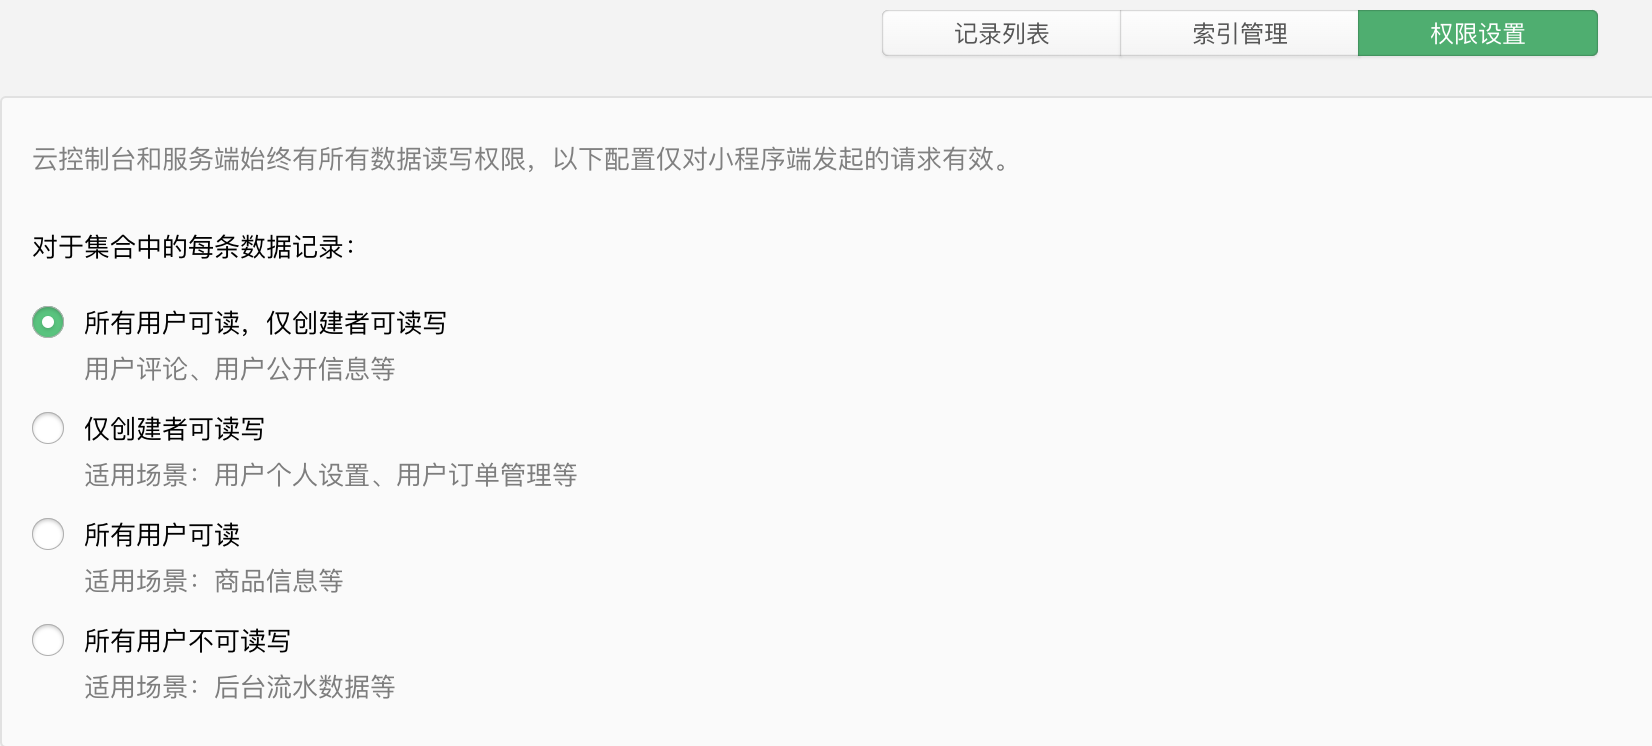 记录列表
索引管理
权限设置
云控制台和服务端始终有所有数据读写权限，以下配置仅对小程序端发起的请求有效。
对于集合中的每条数据记录：
所有用户可读，仅创建者可读写
用户评论、用户公开信息等
仅创建者可读写
适用场景：用户个人设置、用户订单管理等
所有用户可读
适用场景：商品信息等
所有用户不可读写
适用场景：后台流水数据等